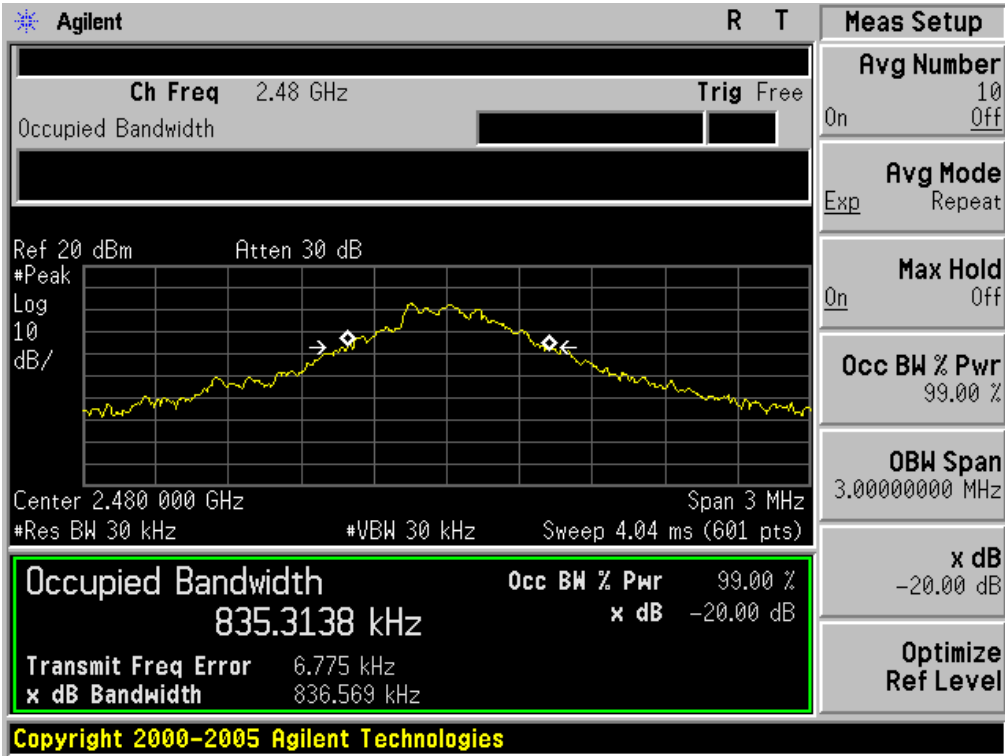 Agilent R T
Ch Freq 2.48 GHz Trig Free
Occupied Bandwidth
Ref 20 dBm Atten 30 dB
#Peak
Log
10
dB/
Center 2.480 000 GHz Span 3 MHz
#Res BW 30 kHz #VBW 30 kHz Sweep 4.04 ms (601 pts)
Occupied Bandwidth Occ BW % Pwr 99.00 %
835.3138 kHz x dB -20.00 dB
Transmit Freq Error 6.775 kHz
x dB Bandwidth 836.569 kHz
Copyright 2000-2005 Agilent Technologies
Meas Setup
Avg Number
10
On Off
Avg Mode
Exp Repeat
Max Hold
On Off
Occ BW % Pwr
99.00 %
OBW Span
3.00000000 MHz
x dB
-20.00 dB
Optimize
Ref Level